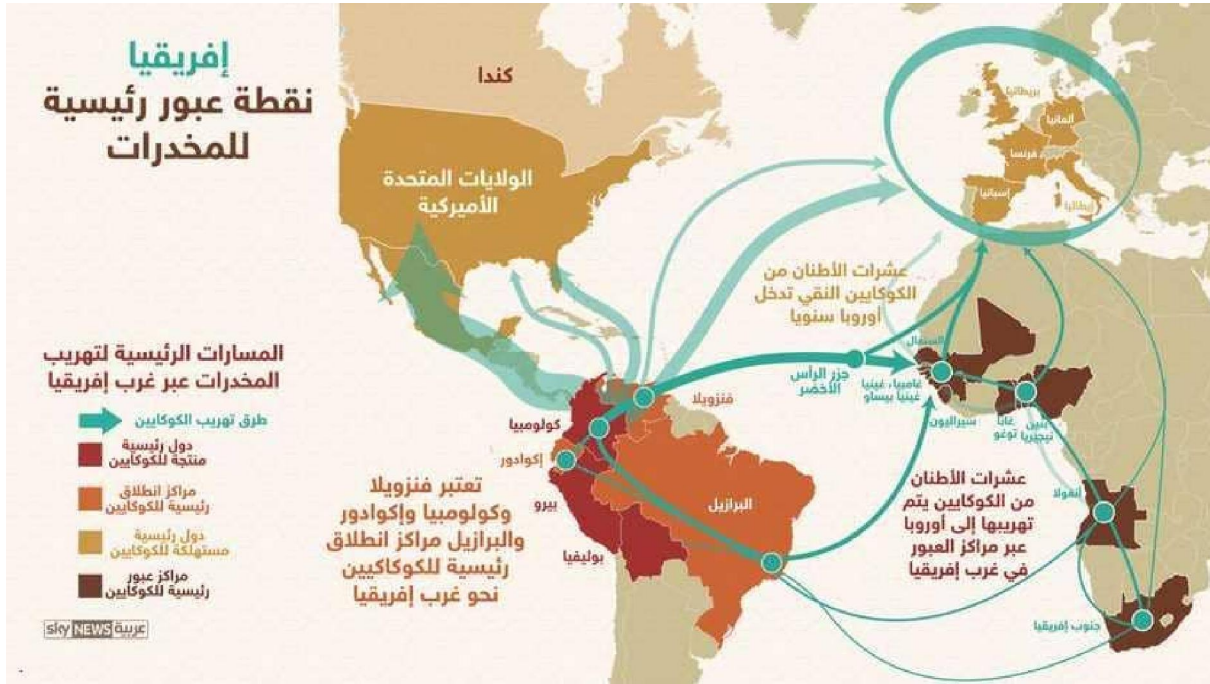 إفريقيا
نقطة عبور رئيسية
للمخدرات
كندا
الولايات المتحدة
الأميركية
بريطانيا
ألمانيا
فرنسا
إسبانيا
إيطاليا
عشرات الأطنان من
الكوكايين النقي تدخل
أوروبا سنويا
المسارات الرئيسية لتهريب
المخدرات عبر غرب إفريقيا
طرق تهريب الكوكايين
دول رئيسية
منتجة للكوكايين
مراكز انطلاق
رئيسية للكوكايين
دول رئيسية
مستهلكة للكوكايين
مراكز عبور
رئيسية للكوكايين
sky NEWS عربية
فنزويلا
كولومبيا
إكوادور
بيرو
بوليفيا
البرازيل
تعتبر فنزويلا
وكولومبيا وإكوادور
والبرازيل مراكز انطلاق
رئيسية للكوكاكيين
نحو غرب إفريقيا
جزر الرأس
الأخضر
السنغال
غامبيا، غينيا
غينيا بيساو
سيراليون
غانا
توغو
بنين
نيجيريا
عشرات الأطنان
من الكوكايين يتم
تهريبها إلى أوروبا
عبر مراكز العبور
في غرب إفريقيا
إنغولا
جنوب إفريقيا